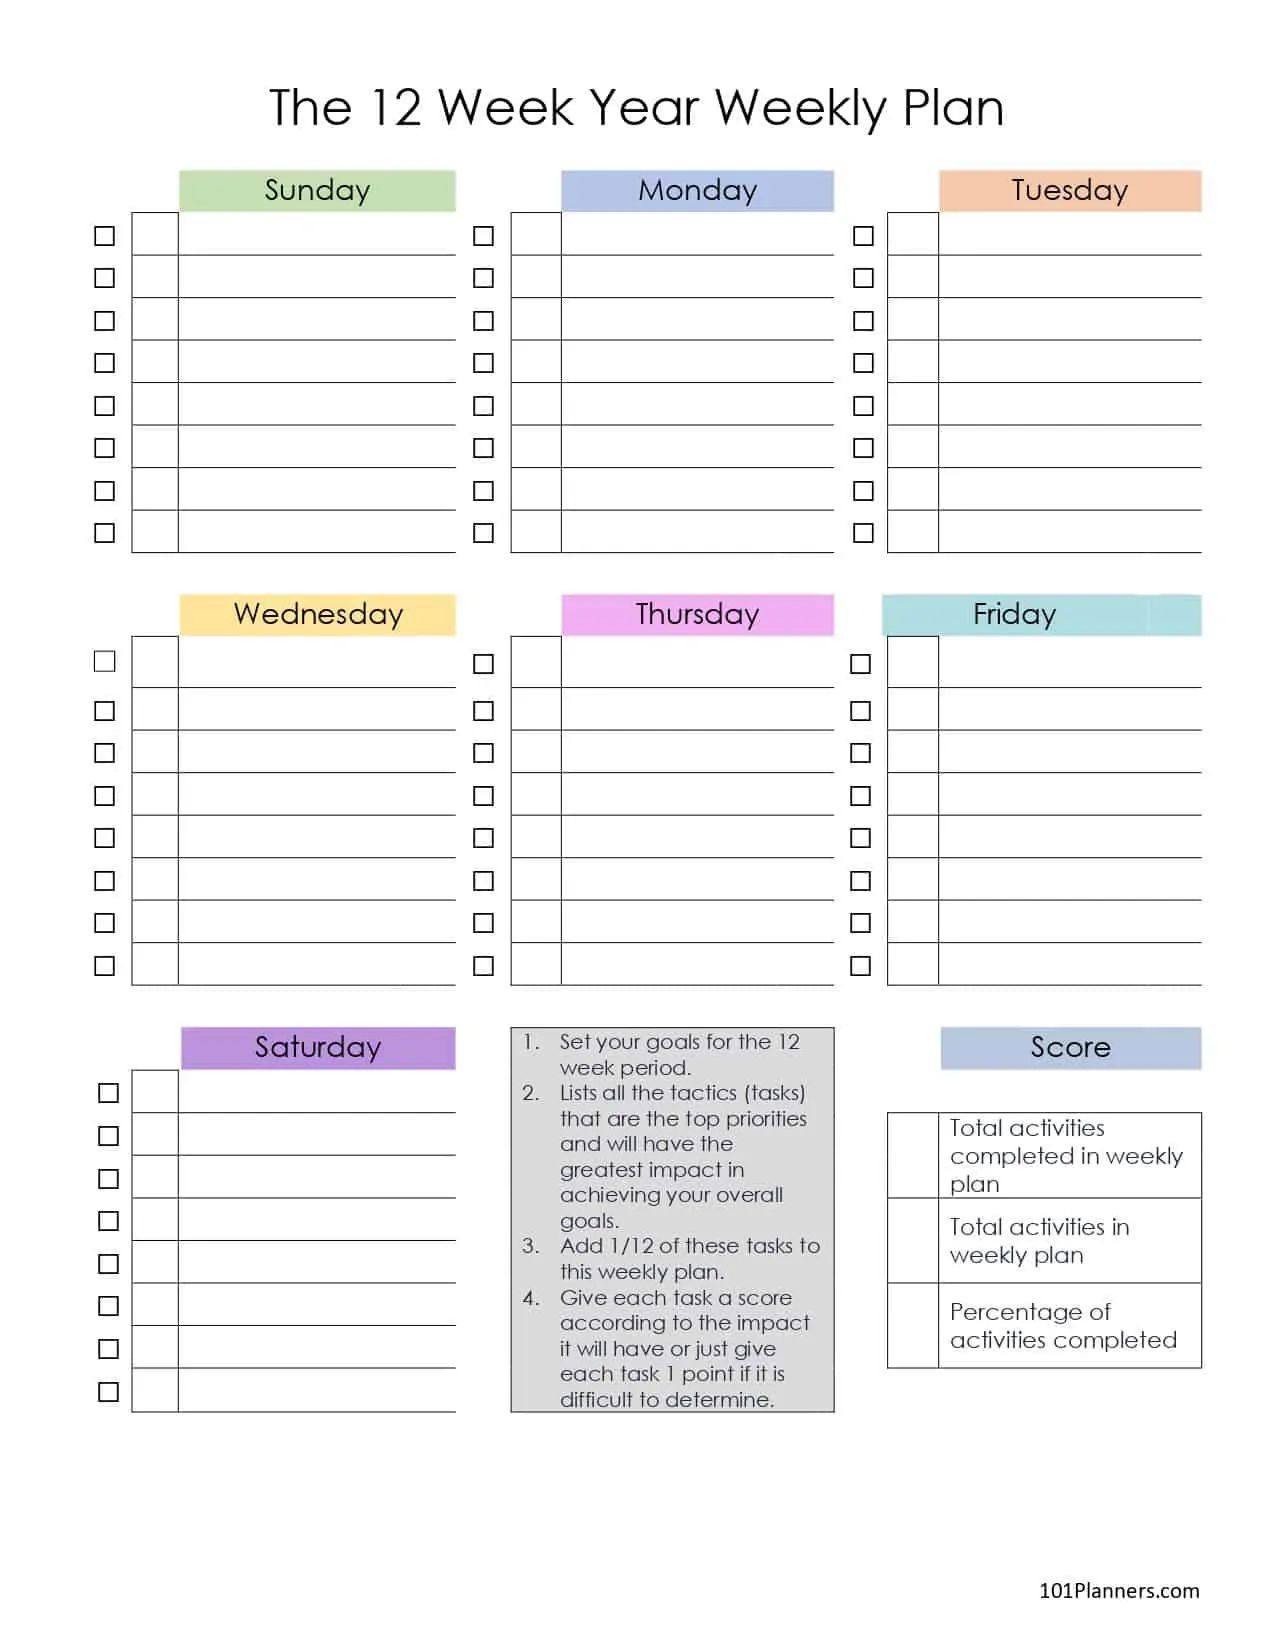 The 12 Week Year Weekly Plan
Sunday
Monday
Tuesday
Wednesday
Thursday
Friday
Saturday
1. Set your goals for the 12
week period.
2. Lists all the tactics (tasks)
that are the top priorities
and will have the
greatest impact in
achieving your overall
goals.
3. Add 1/12 of these tasks to
this weekly plan.
4. Give each task a score
according to the impact
it will have or just give
each task 1 point if it is
difficult to determine.
Score
Total activities
completed in weekly
plan
Total activities in
weekly plan
Percentage of
activities completed
101Planners.com